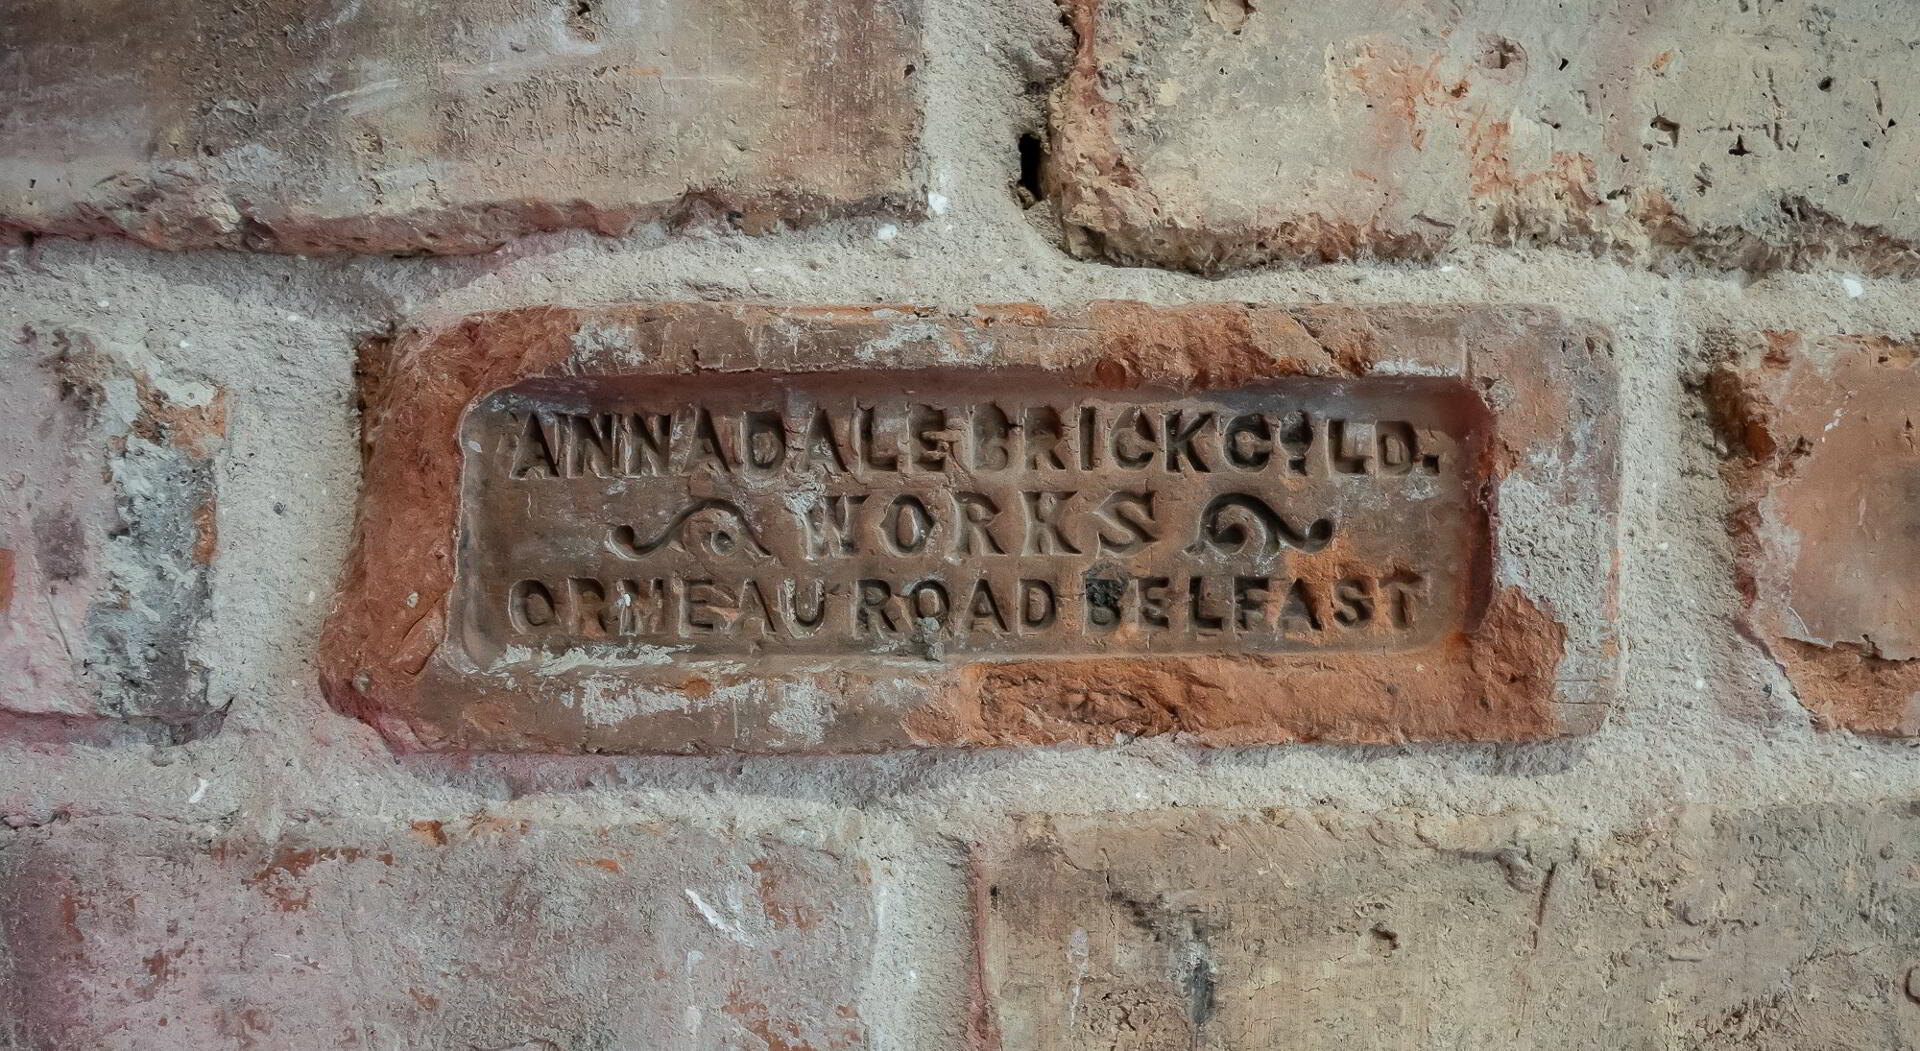 ANNADALE BRICK Cº. LD.
WORKS
ORMEAU ROAD BELFAST